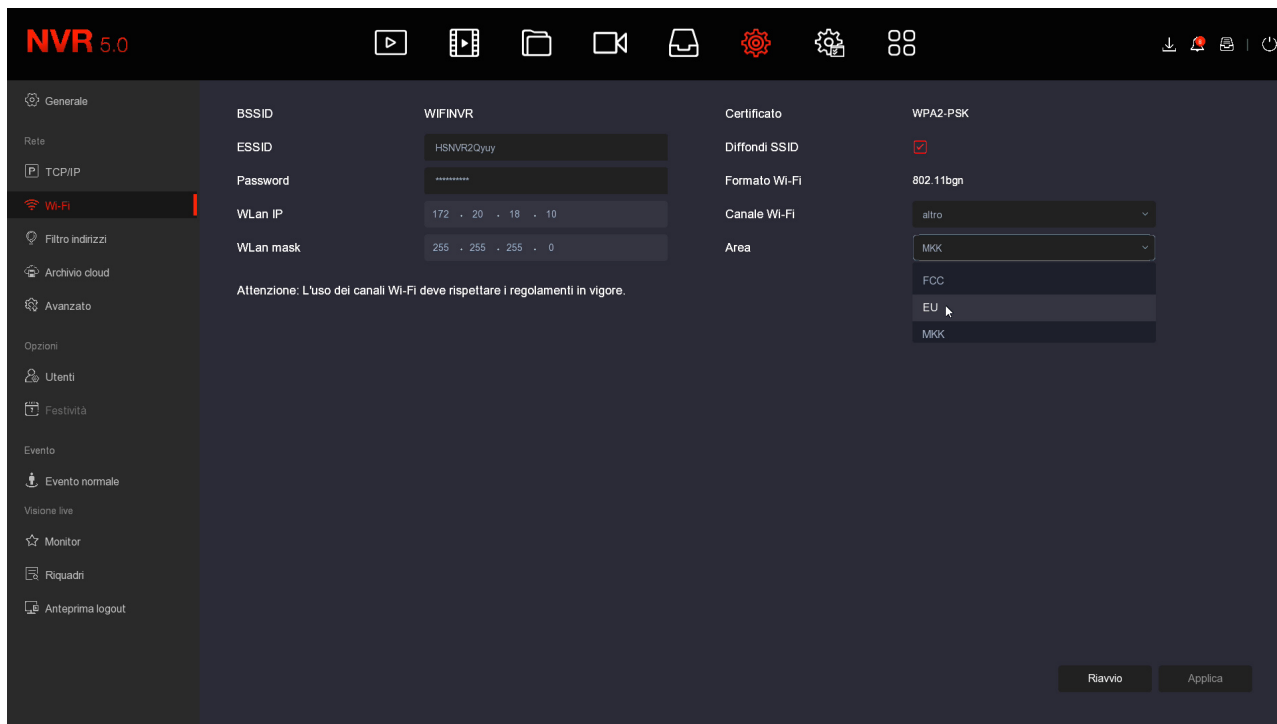 NVR 5.0
Generale
Rete
TCP/IP
Wi-Fi
Filtro indirizzi
Archivio cloud
Avanzato
Opzioni
Utenti
Festività
Evento
Evento normale
Visione live
Monitor
Riquadri
Anteprima logout
BSSID WIFINVR
ESSID HSNVR2Qyuy
Password **********
WLan IP 172 . 20 . 18 . 10
WLan mask 255 . 255 . 255 . 0
Attenzione: L'uso dei canali Wi-Fi deve rispettare i regolamenti in vigore.
Certificato WPA2-PSK
Diffondi SSID
Formato Wi-Fi 802.11bgn
Canale Wi-Fi altro
Area MKK
FCC
EU
MKK
Riavvio Applica